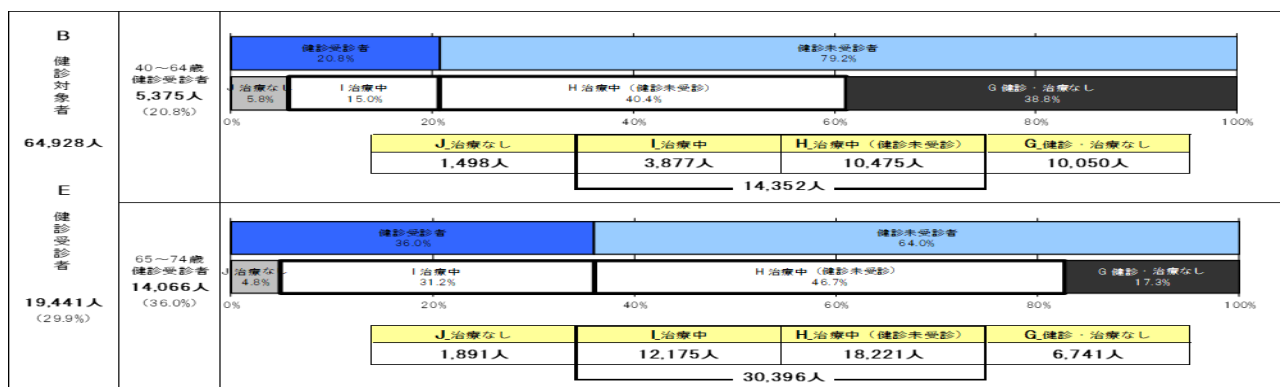 B
健診対象者
64,928人
E
健診受診者
19,441人
(29.9%)
40～64歳
健診受診者
5,375人
(20.8%)
健診受診者
20.8%
健診未受診者
79.2%
J 治療なし
5.8%
I 治療中
15.0%
H 治療中（健診未受診）
40.4%
G 健診・治療なし
38.8%
0% 20% 40% 60% 80% 100%
J_治療なし I_治療中 H_治療中（健診未受診） G_健診・治療なし
1,498人 3,877人 10,475人 10,050人
14,352人
65～74歳
健診受診者
14,066人
(36.0%)
健診受診者
36.0%
健診未受診者
64.0%
J 治療なし
4.8%
I 治療中
31.2%
H 治療中（健診未受診）
46.7%
G 健診・治療なし
17.3%
0% 20% 40% 60% 80% 100%
J_治療なし I_治療中 H_治療中（健診未受診） G_健診・治療なし
1,891人 12,175人 18,221人 6,741人
30,396人